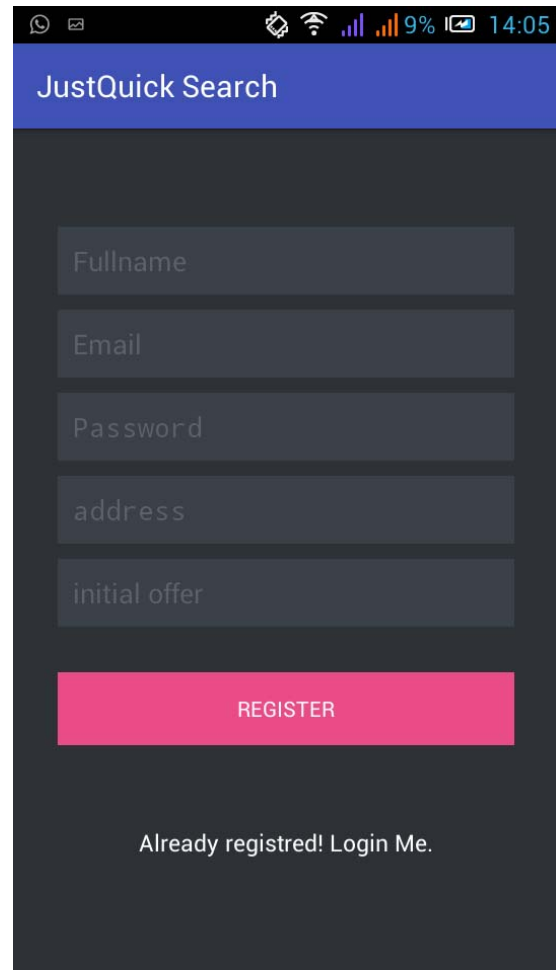 9% 14:05
JustQuick Search
Fullname
Email
Password
address
initial offer
REGISTER
Already registred! Login Me.